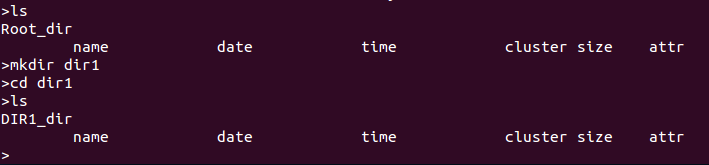 >ls
Root_dir
name date time cluster size attr
>mkdir dir1
>cd dir1
>ls
DIR1_dir
name date time cluster size attr
>